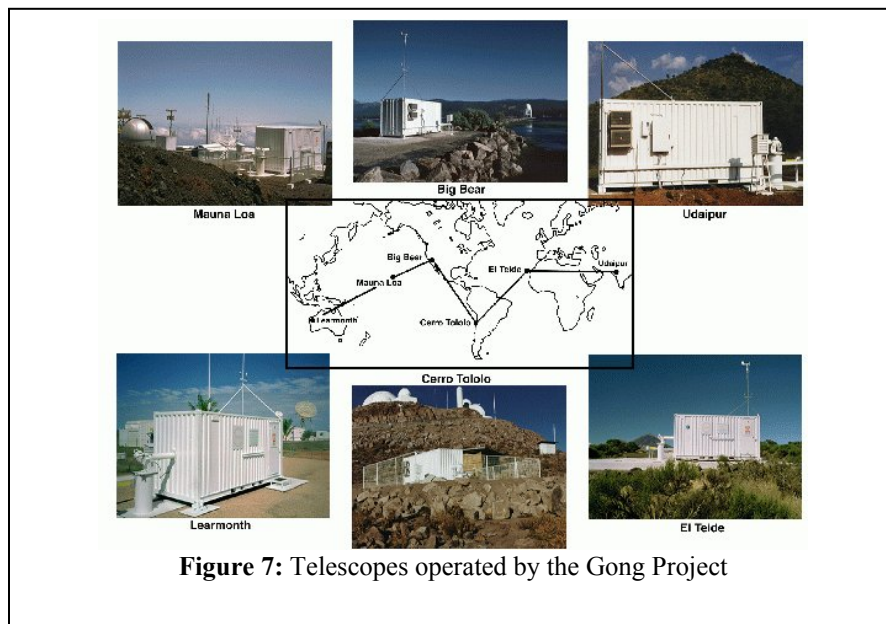 Big Bear
Mauna Loa
Udaipur
Big Bear
Mauna Loa
El Teide
Udaipur
Learmonth
Cerro Tololo
Cerro Tololo
Learmonth
El Teide
Figure 7: Telescopes operated by the Gong Project